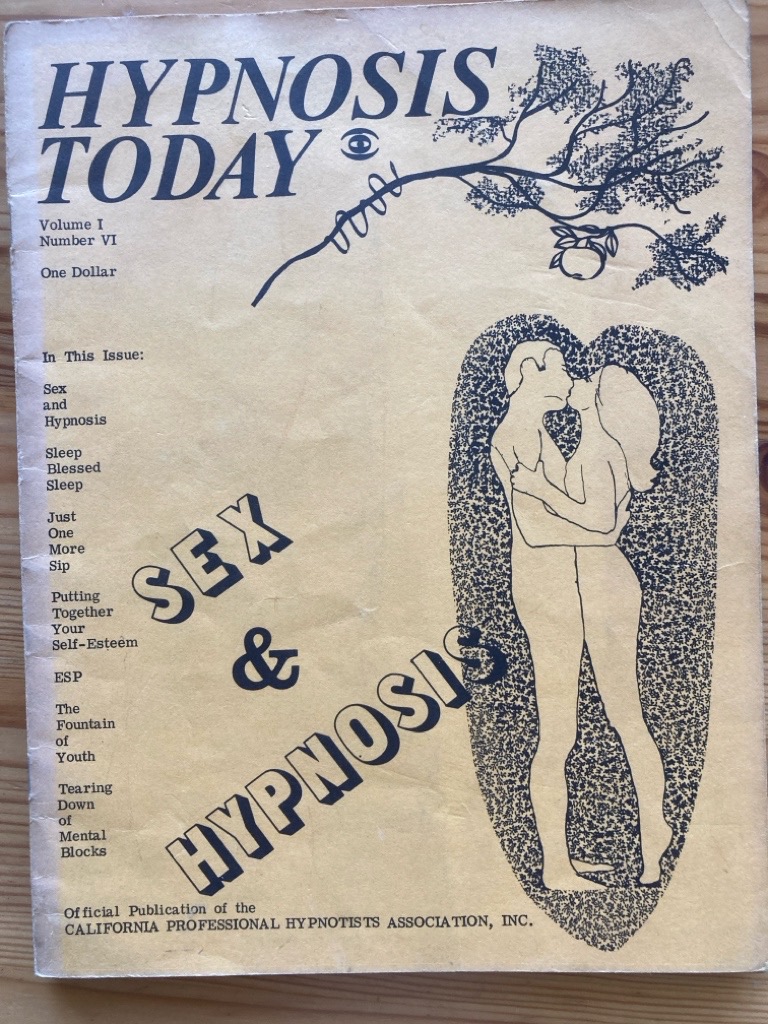 HYPNOSIS
TODAY
Volume I
Number VI
One Dollar
In This Issue:
Sex
and
Hypnosis
Sleep
Blessed
Sleep
Just
One
More
Sip
Putting
Together
Your
Self-Esteem
ESP
The
Fountain
of
Youth
Tearing
Down
of
Mental
Blocks
SEX
&
HYPNOSIS
Official Publication of the
CALIFORNIA PROFESSIONAL HYPNOTISTS ASSOCIATION, INC.